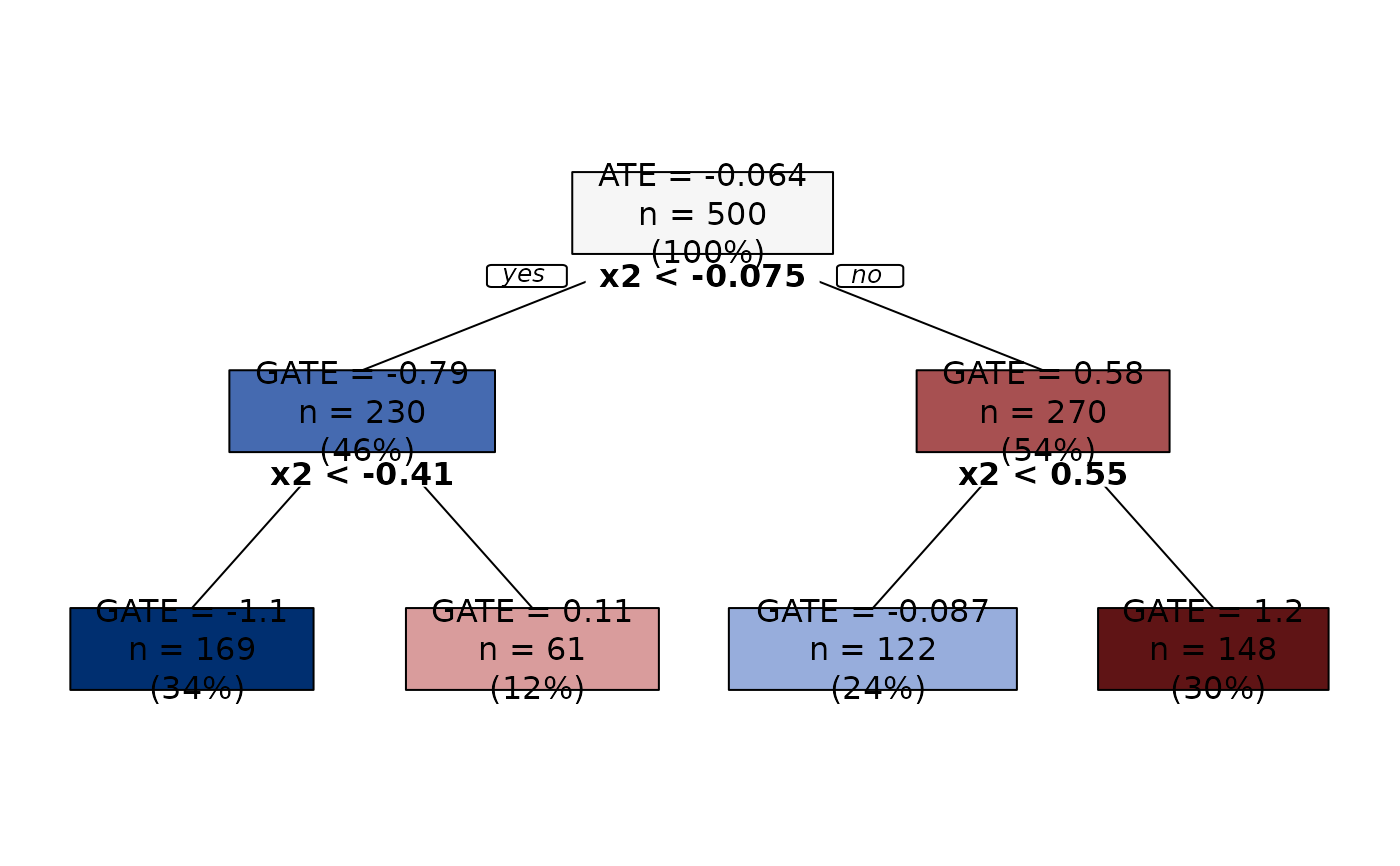 ATE = -0.064
n = 500
(100%)
yes x2 < -0.075 no
GATE = -0.79
n = 230
(46%)
x2 < -0.41
GATE = 0.58
n = 270
(54%)
x2 < 0.55
GATE = -1.1
n = 169
(34%)
GATE = 0.11
n = 61
(12%)
GATE = -0.087
n = 122
(24%)
GATE = 1.2
n = 148
(30%)